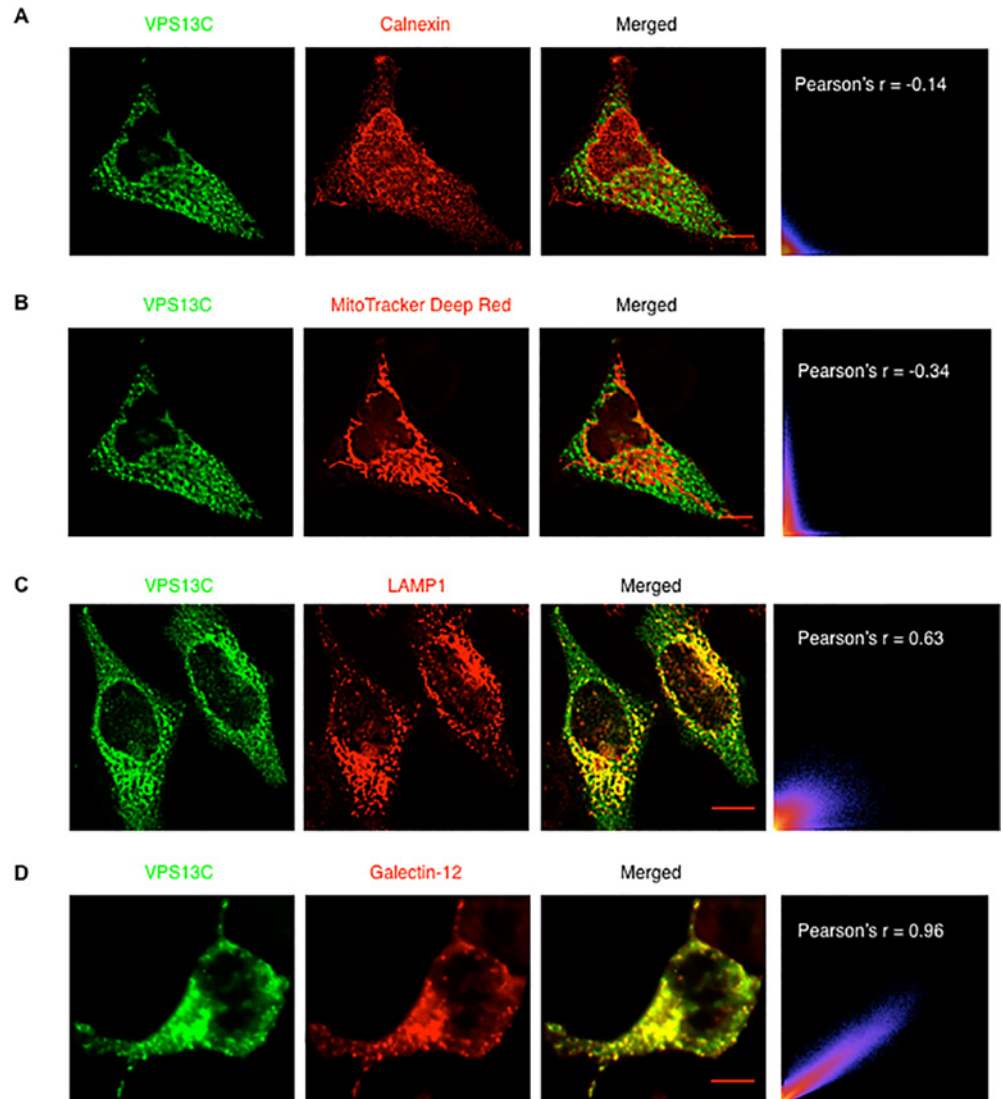 A
VPS13C Calnexin Merged
Pearson's r = -0.14
B
VPS13C MitoTracker Deep Red Merged
Pearson's r = -0.34
C
VPS13C LAMP1 Merged
Pearson's r = 0.63
D
VPS13C Galectin-12 Merged
Pearson's r = 0.96